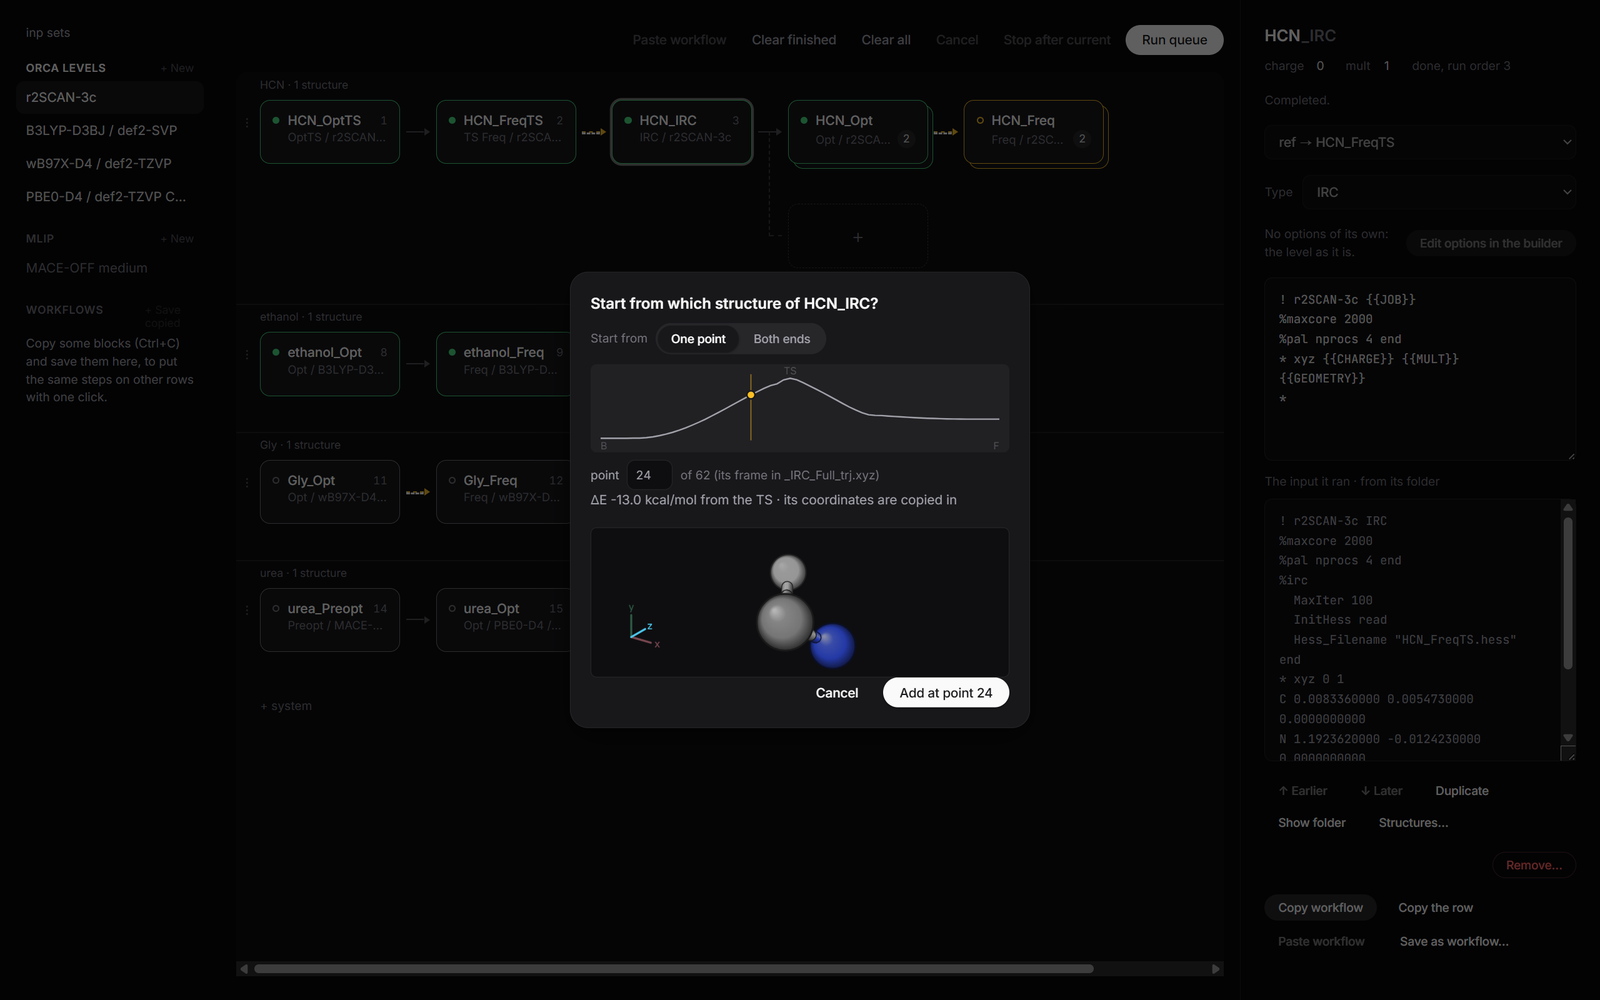 inp sets
ORCA LEVELS + New
r2SCAN-3c
B3LYP-D3BJ / def2-SVP
wB97X-D4 / def2-TZVP
PBE0-D4 / def2-TZVP C...
MLIP + New
MACE-OFF medium
WORKFLOWS + Save copied
Copy some blocks (Ctrl+C)
and save them here, to put
the same steps on other rows
with one click.
Paste workflow Clear finished Clear all Cancel Stop after current Run queue
HCN · 1 structure
HCN_OptTS 1
OptTS / r2SCAN...
HCN_FreqTS 2
TS Freq / r2SCA...
HCN_IRC 3
IRC / r2SCAN-3c
HCN_Opt
Opt / r2SCA... 2
HCN_Freq
Freq / r2SC... 2
+
ethanol · 1 structure
ethanol_Opt 8
Opt / B3LYP-D3...
ethanol_Freq 9
Freq / B3LYP-D...
Gly · 1 structure
Gly_Opt 11
Opt / wB97X-D4...
Gly_Freq 12
Freq / wB97X-D...
urea · 1 structure
urea_Preopt 14
Preopt / MACE-...
urea_Opt 15
Opt / PBE0-D4 /...
+ system
Start from which structure of HCN_IRC?
Start from One point Both ends
TS
B F
point 24 of 62 (its frame in _IRC_Full_trj.xyz)
ΔE -13.0 kcal/mol from the TS · its coordinates are copied in
y
z
x
Cancel Add at point 24
HCN_IRC
charge 0 mult 1 done, run order 3
Completed.
ref → HCN_FreqTS
Type IRC
No options of its own:
the level as it is.
Edit options in the builder
! r2SCAN-3c {{JOB}}
%maxcore 2000
%pal nprocs 4 end
* xyz {{CHARGE}} {{MULT}}
{{GEOMETRY}}
*
The input it ran · from its folder
! r2SCAN-3c IRC
%maxcore 2000
%pal nprocs 4 end
%irc
MaxIter 100
InitHess read
Hess_Filename "HCN_FreqTS.hess"
end
* xyz 0 1
C 0.0083360000 0.0054730000
0.0000000000
N 1.1923620000 -0.0124230000
0.0000000000
↑ Earlier ↓ Later Duplicate
Show folder Structures...
Remove...
Copy workflow Copy the row
Paste workflow Save as workflow...